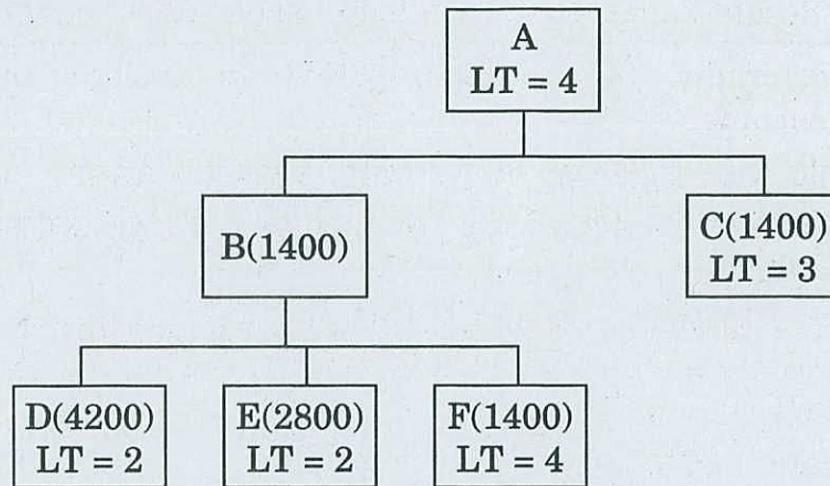 A
LT = 4
B(1400)
C(1400)
LT = 3
D(4200)
LT = 2
E(2800)
LT = 2
F(1400)
LT = 4